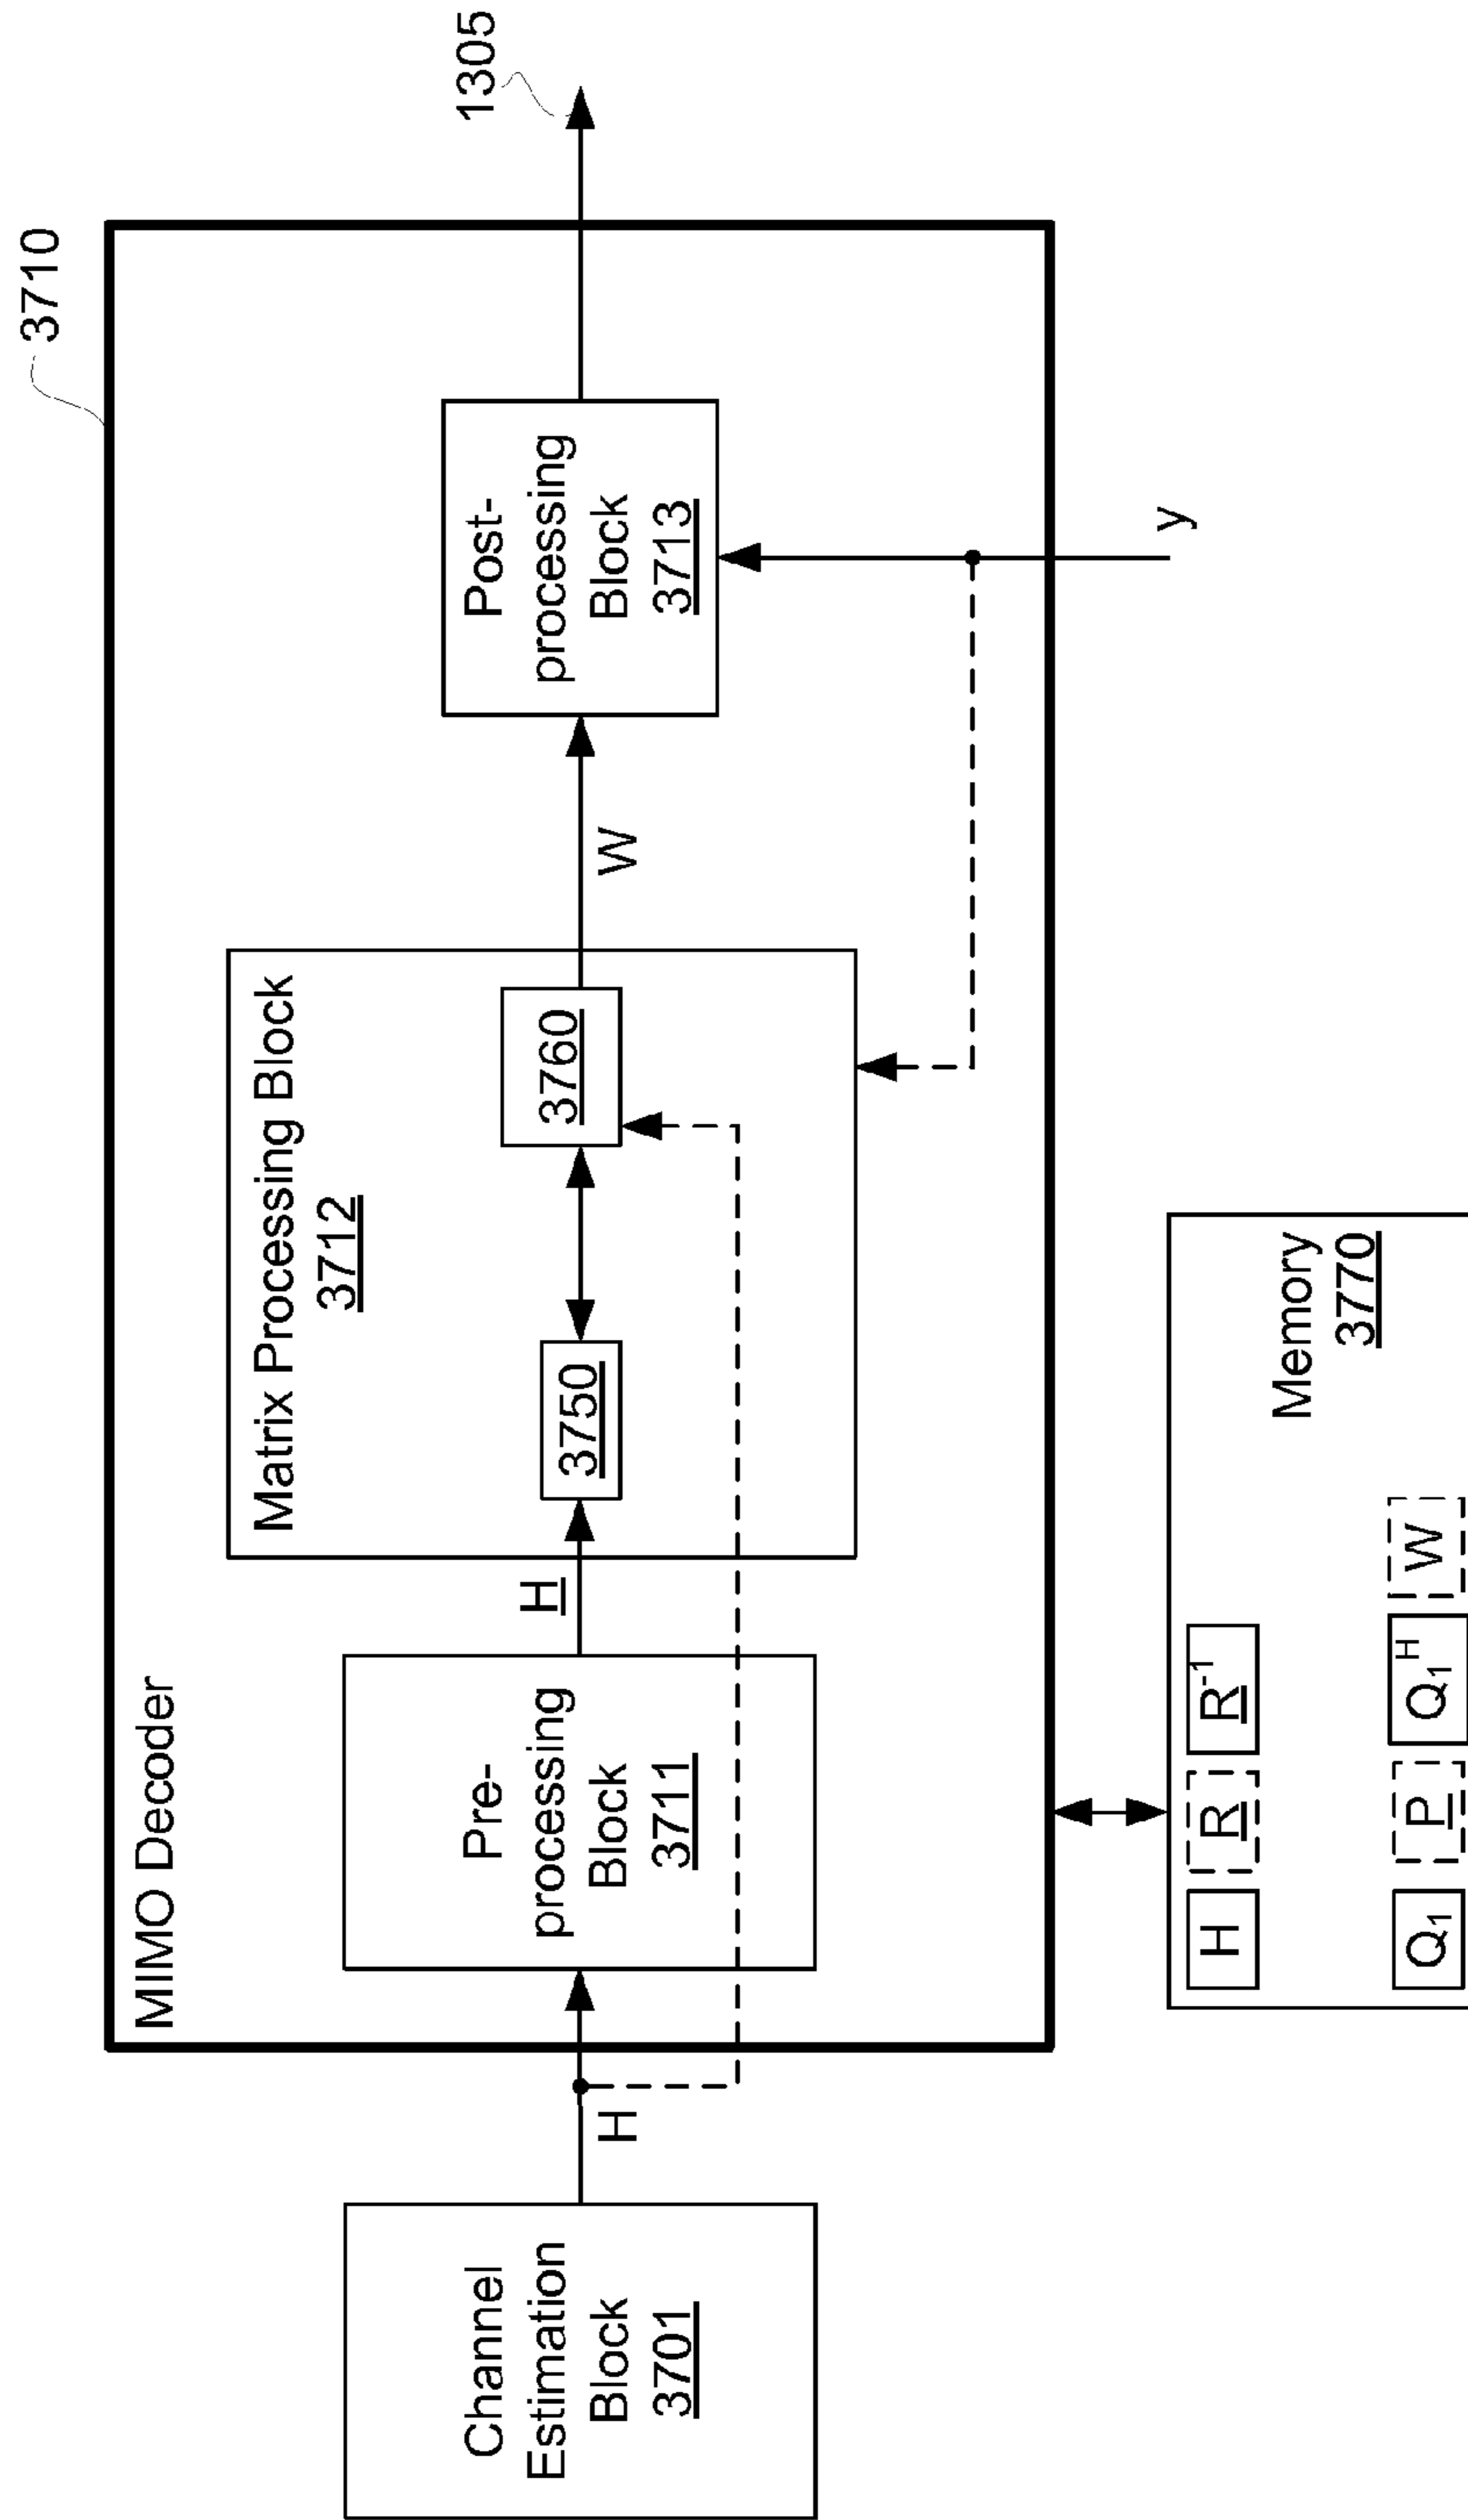 3710
1305
MIMO Decoder
Channel
Estimation
Block
3701
H
Pre-
processing
Block
3711
H
Matrix Processing Block
3712
3750
3760
W
Post-
processing
Block
3713
y
Memory
3770
H
R
R-1
Q1
P
Q1H
W